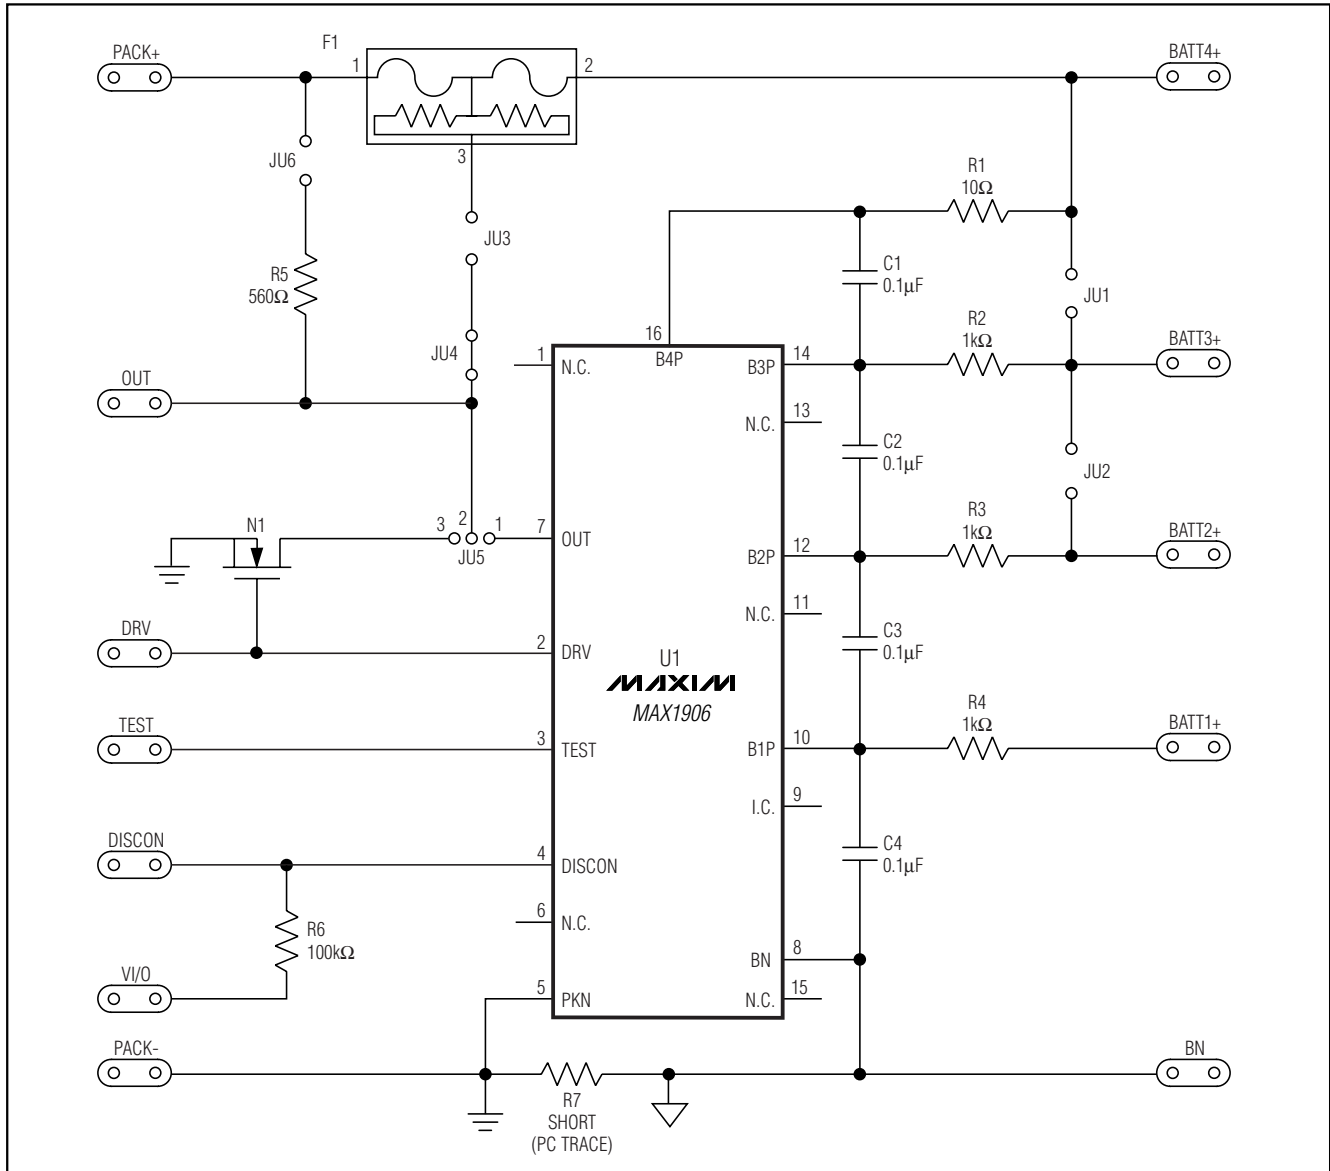 PACK+
F1
1
2
BATT4+
3
JU6
R1
10Ω
JU3
R5
560Ω
C1
0.1µF
JU1
JU4
R2
1kΩ
OUT
16
B4P
1
N.C.
14
B3P
BATT3+
13
N.C.
C2
0.1µF
JU2
N1
3
2
1
JU5
7
OUT
12
B2P
R3
1kΩ
BATT2+
11
N.C.
DRV
2
DRV
C3
0.1µF
U1
MAXIM
MAX1906
TEST
3
TEST
10
B1P
R4
1kΩ
BATT1+
9
I.C.
DISCON
4
DISCON
C4
0.1µF
6
N.C.
R6
100kΩ
8
BN
VI/O
5
PKN
15
N.C.
PACK-
R7
SHORT
(PC TRACE)
BN